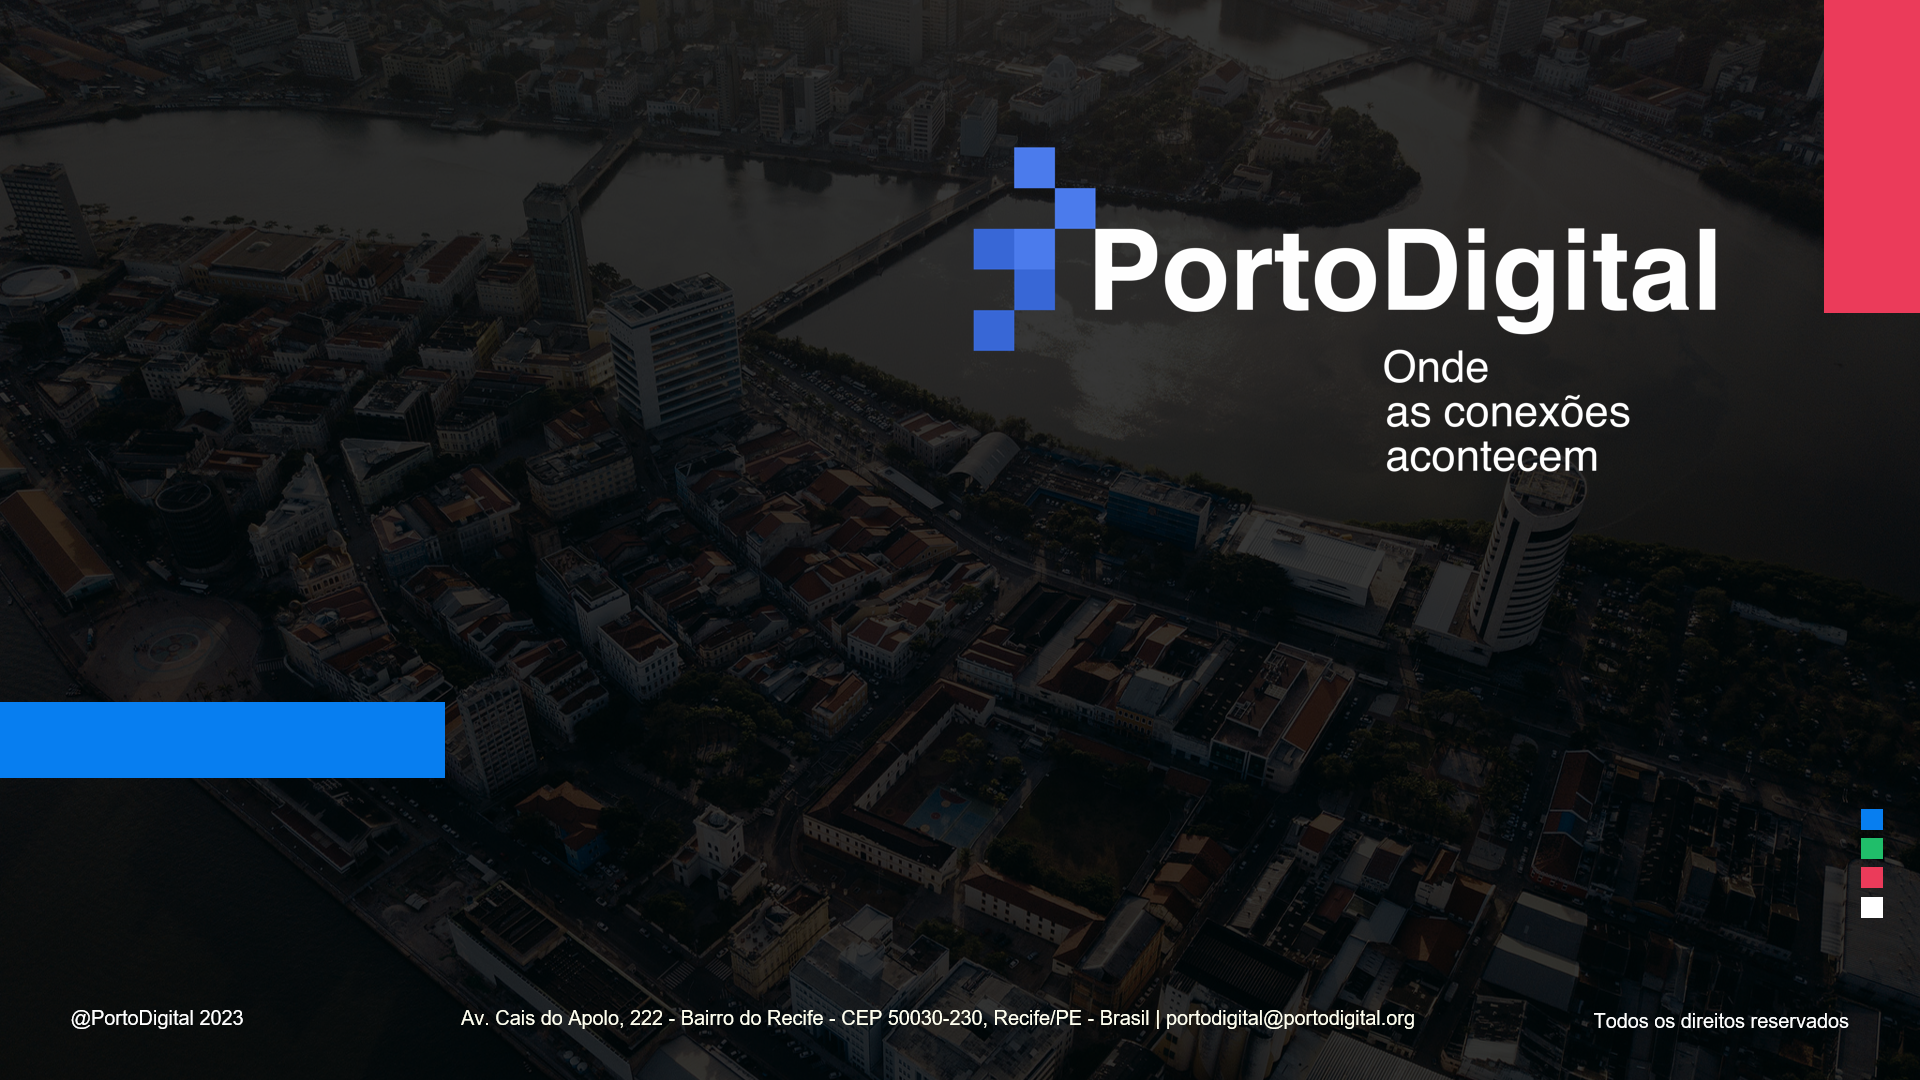 PortoDigital
Onde
as conexões
acontecem
@PortoDigital 2023
Av. Cais do Apolo, 222 - Bairro do Recife - CEP 50030-230, Recife/PE - Brasil | portodigital@portodigital.org
Todos os direitos reservados